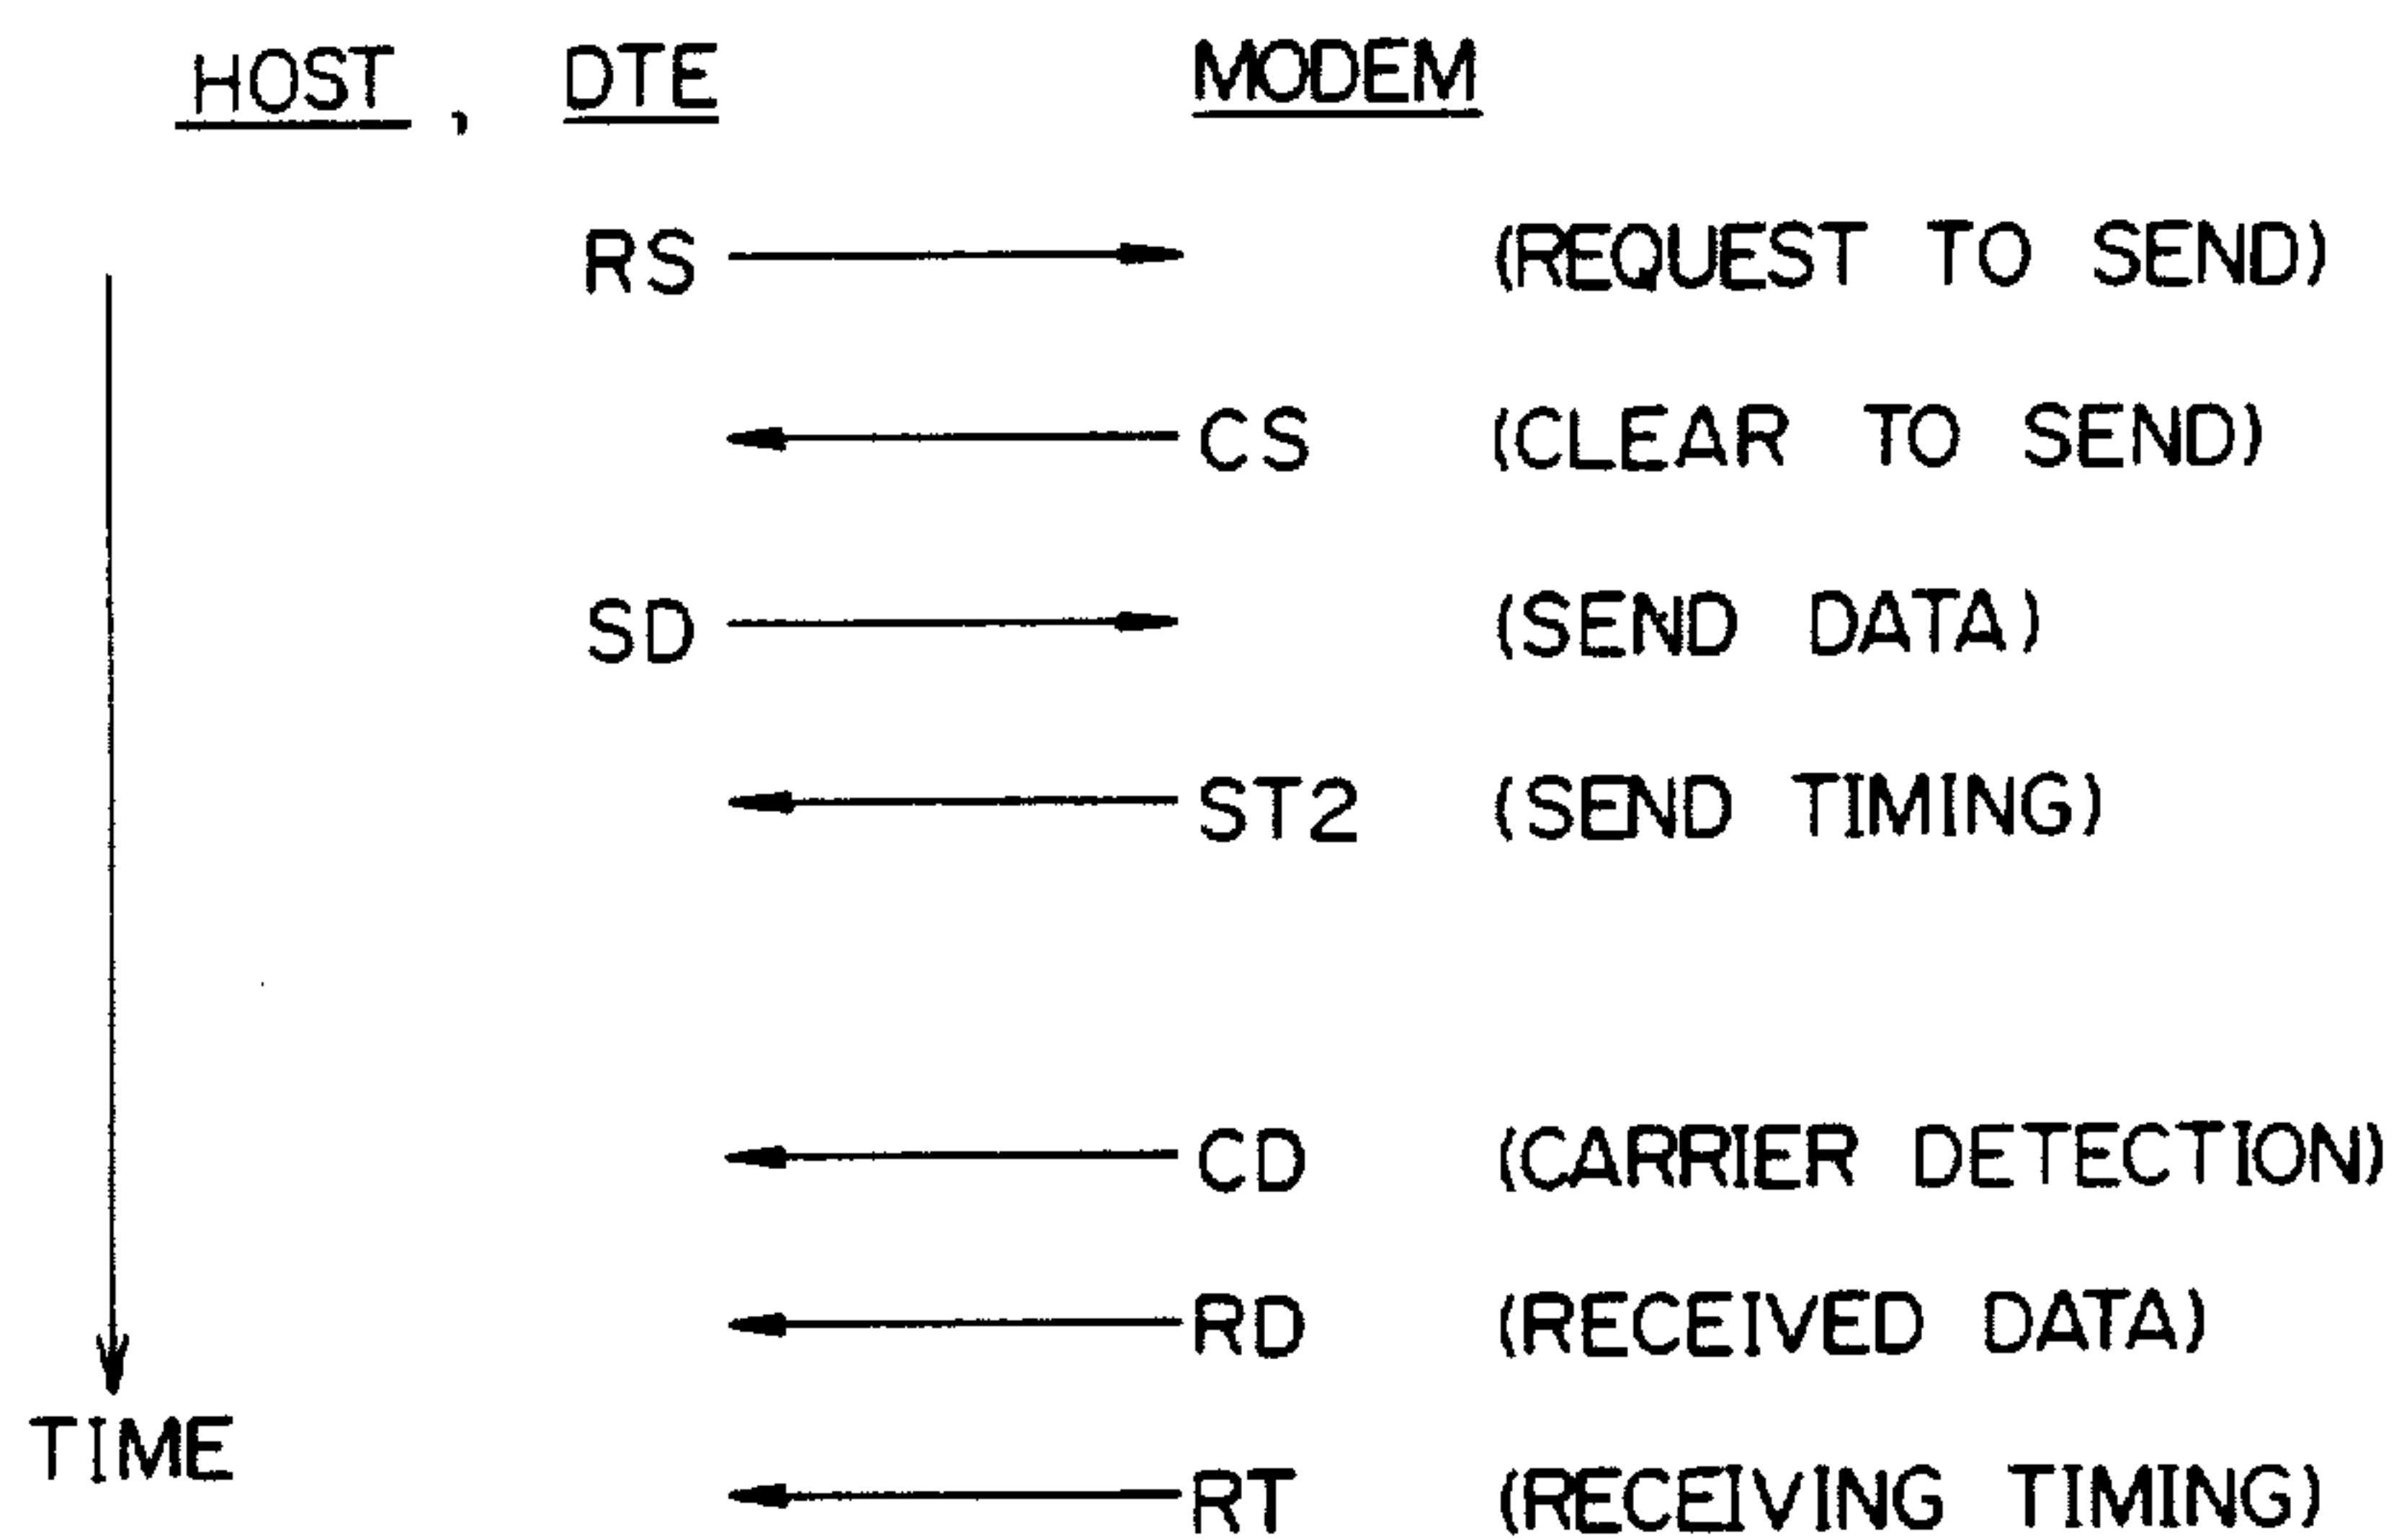 HOST , DTE MODEM
RS (REQUEST TO SEND)
CS (CLEAR TO SEND)
SD (SEND DATA)
ST2 (SEND TIMING)
CD (CARRIER DETECTION)
RD (RECEIVED DATA)
TIME
RT (RECEIVING TIMING)